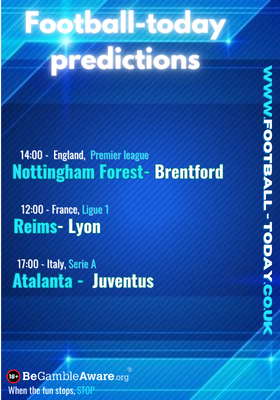 Football-today
predictions
14:00 - England, Premier league
Nottingham Forest- Brentford
12:00 - France, Ligue 1
Reims- Lyon
17:00 - Italy, Serie A
Atalanta - Juventus
WWW.FOOTBALL-TODAY.CO.UK
18+ BeGambleAware.org®
When the fun stops, STOP